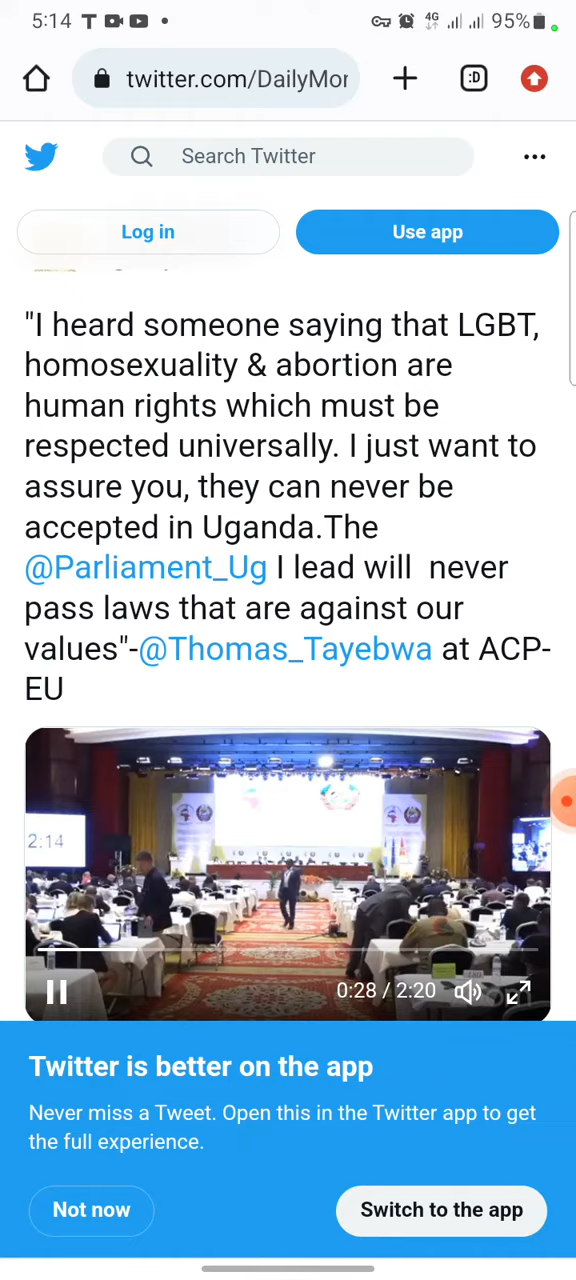 5:14 T
4G 95%
twitter.com/DailyMor
:D
Search Twitter
Log in
Use app
"I heard someone saying that LGBT,
homosexuality & abortion are
human rights which must be
respected universally. I just want to
assure you, they can never be
accepted in Uganda.The
@Parliament_Ug I lead will never
pass laws that are against our
values"-@Thomas_Tayebwa at ACP-
EU
2:14
0:28 / 2:20
Twitter is better on the app
Never miss a Tweet. Open this in the Twitter app to get
the full experience.
Not now
Switch to the app